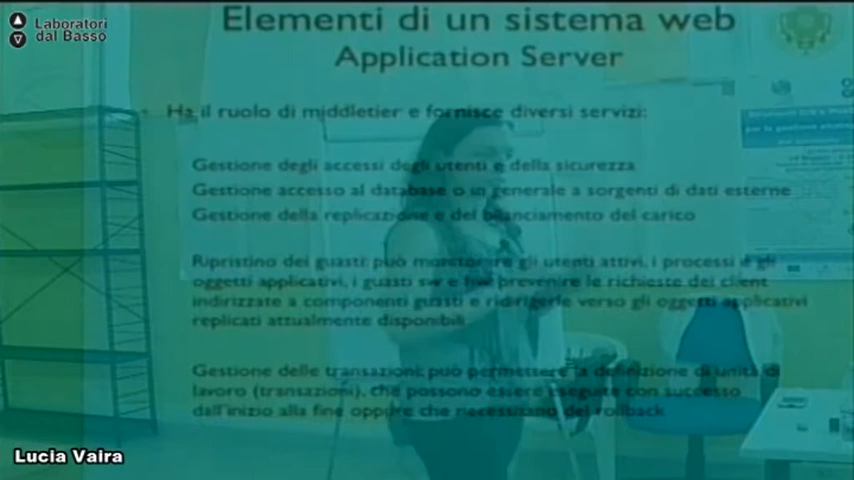 Laboratori
dal Basso
Elementi di un sistema web
Application Server
Ha il ruolo di middletier e fornisce diversi servizi:
Gestione degli accessi degli utenti e della sicurezza
Gestione accesso al database o in generale a sorgenti di dati esterne
Gestione della replicazione e del bilanciamento del carico
Ripristino dei guasti: può monitorare gli utenti attivi, i processi e gli
oggetti applicativi, i guasti sw e può prevenire le richieste dei client
indirizzate a componenti guasti e ridirigerle verso gli oggetti applicativi
replicati attualmente disponibili
Gestione delle transazioni: può permettere la definizione di unità di
lavoro (transazioni), che possono essere eseguite con successo
dall'inizio alla fine oppure che necessitano del rollback
Lucia Vaira